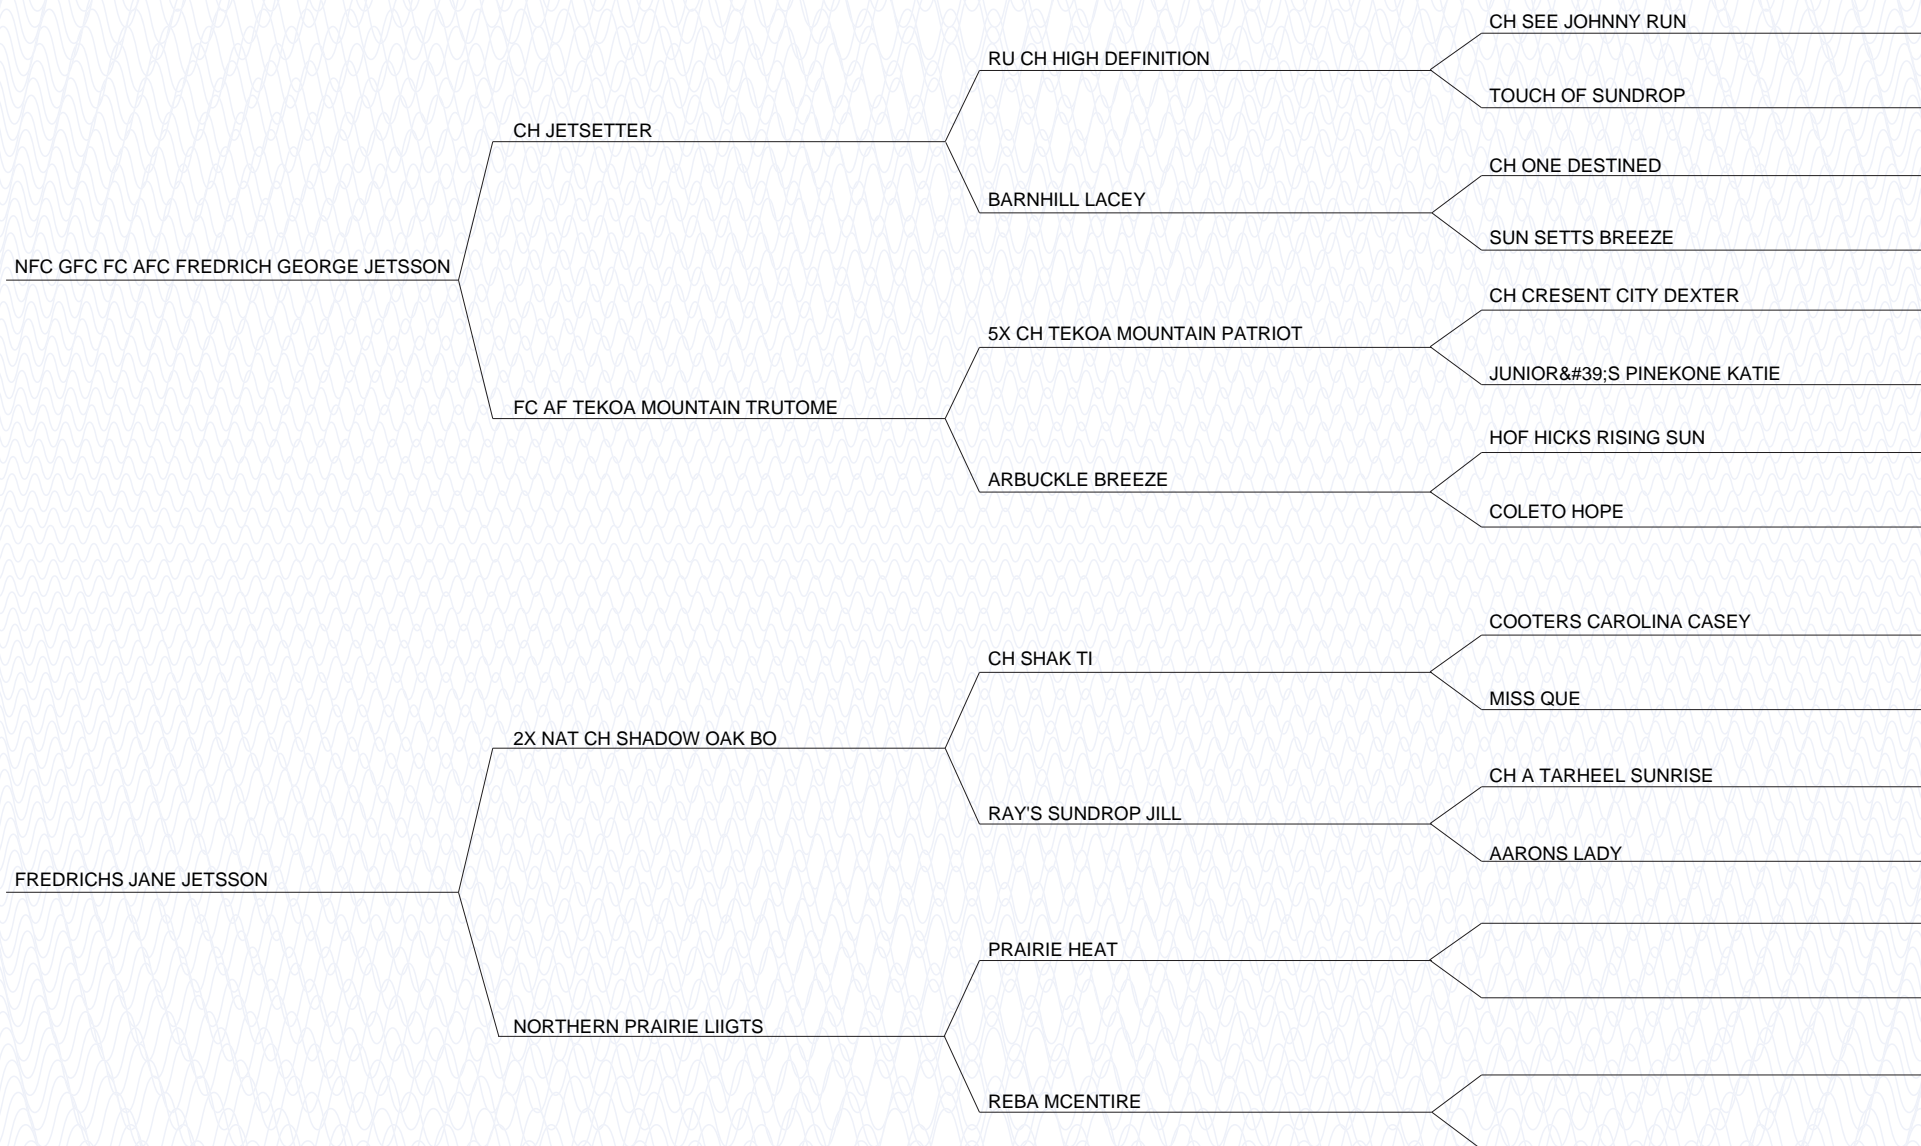 CH SEE JOHNNY RUN
RU CH HIGH DEFINITION
TOUCH OF SUNDROP
CH JETSETTER
CH ONE DESTINED
BARNHILL LACEY
SUN SETTS BREEZE
NFC GFC FC AFC FREDRICH GEORGE JETSSON
CH CRESENT CITY DEXTER
5X CH TEKOA MOUNTAIN PATRIOT
JUNIOR&#39;S PINEKONE KATIE
FC AF TEKOA MOUNTAIN TRUTOME
HOF HICKS RISING SUN
ARBUCKLE BREEZE
COLETO HOPE
COOTERS CAROLINA CASEY
CH SHAK TI
MISS QUE
2X NAT CH SHADOW OAK BO
CH A TARHEEL SUNRISE
RAY'S SUNDROP JILL
AARONS LADY
FREDRICHS JANE JETSSON
PRAIRIE HEAT
NORTHERN PRAIRIE LIIGTS
REBA MCENTIRE